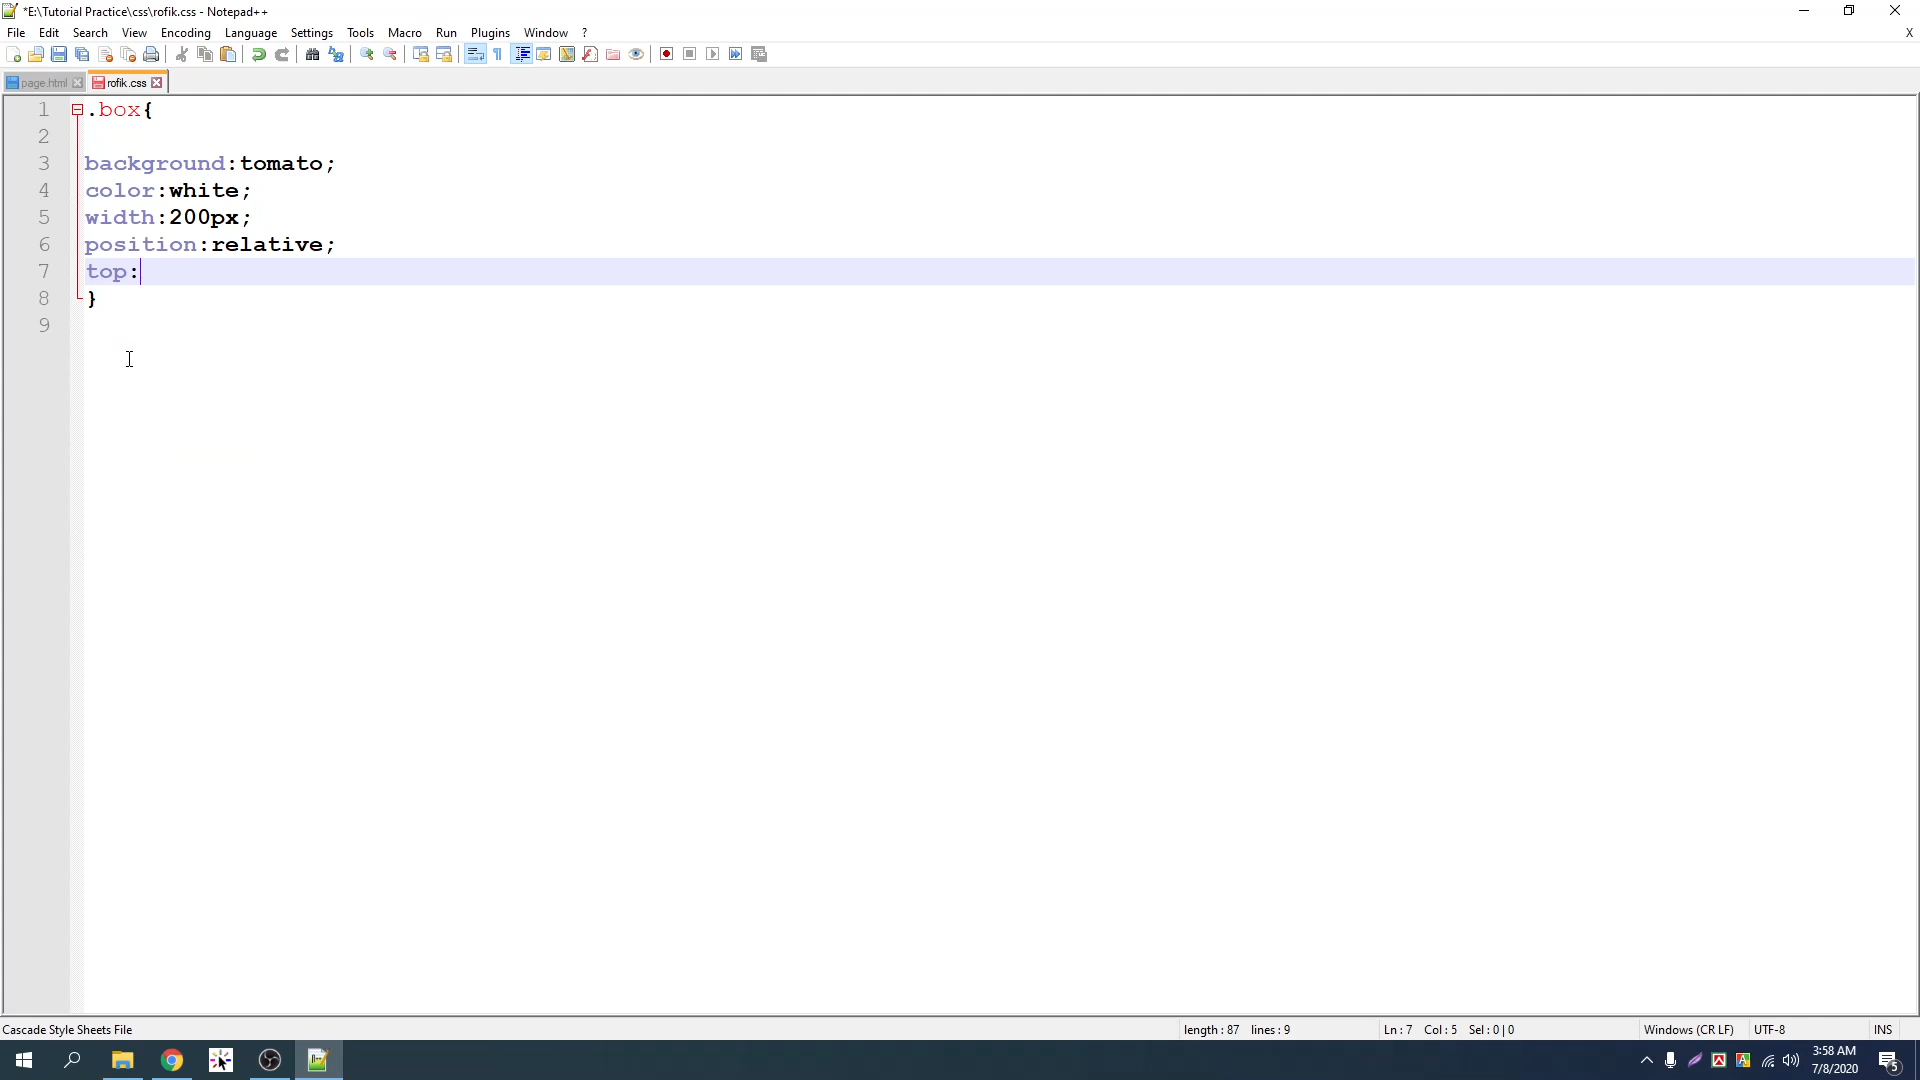 *E:\Tutorial Practice\css\rofik.css - Notepad++
File Edit Search View Encoding Language Settings Tools Macro Run Plugins Window ? X
page.html rofik.css
1 .box{
2
3 background:tomato;
4 color:white;
5 width:200px;
6 position:relative;
7 top:
8 }
9
Cascade Style Sheets File length : 87 lines : 9 Ln : 7 Col : 5 Sel : 0 | 0 Windows (CR LF) UTF-8 INS
3:58 AM
7/8/2020
5